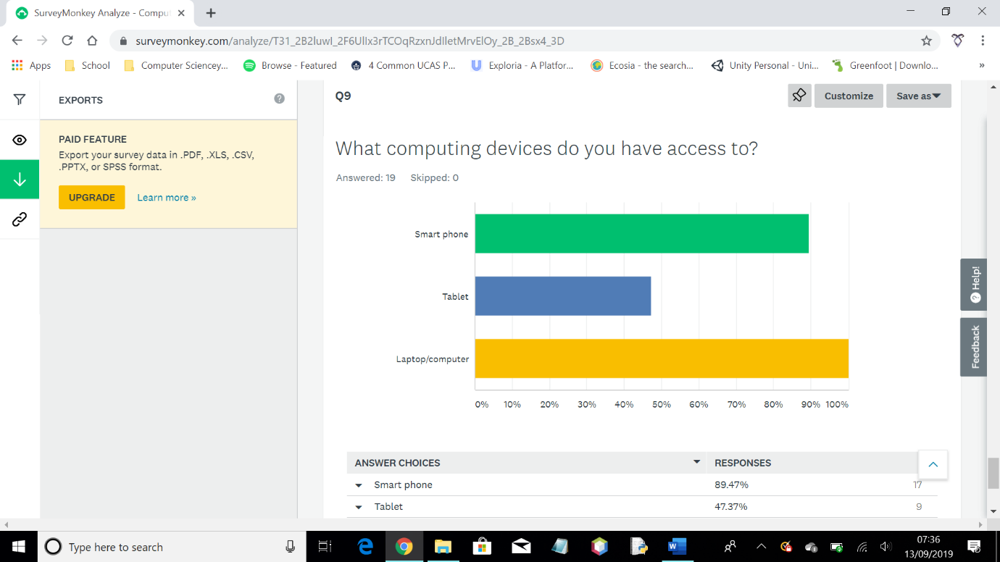 SurveyMonkey Analyze - Compu
surveymonkey.com/analyze/
Apps School Computer Sciencey... Browse - Featured 4 Common UCAS P... Exploria - A Platfor... Ecosia - the search... Unity Personal - Uni... Greenfoot | Downlo... »
EXPORTS
PAID FEATURE
Export your survey data in .PDF, .XLS, .CSV,
.PPTX, or SPSS format.
UPGRADE Learn more »
Q9
Customize Save as
What computing devices do you have access to?
Answered: 19 Skipped: 0
Smart phone
Tablet
Laptop/computer
0% 10% 20% 30% 40% 50% 60% 70% 80% 90% 100%
ANSWER CHOICES RESPONSES
Smart phone 89.47% 17
Tablet 47.37% 9
Help!
Feedback
Type here to search
07:36
13/09/2019